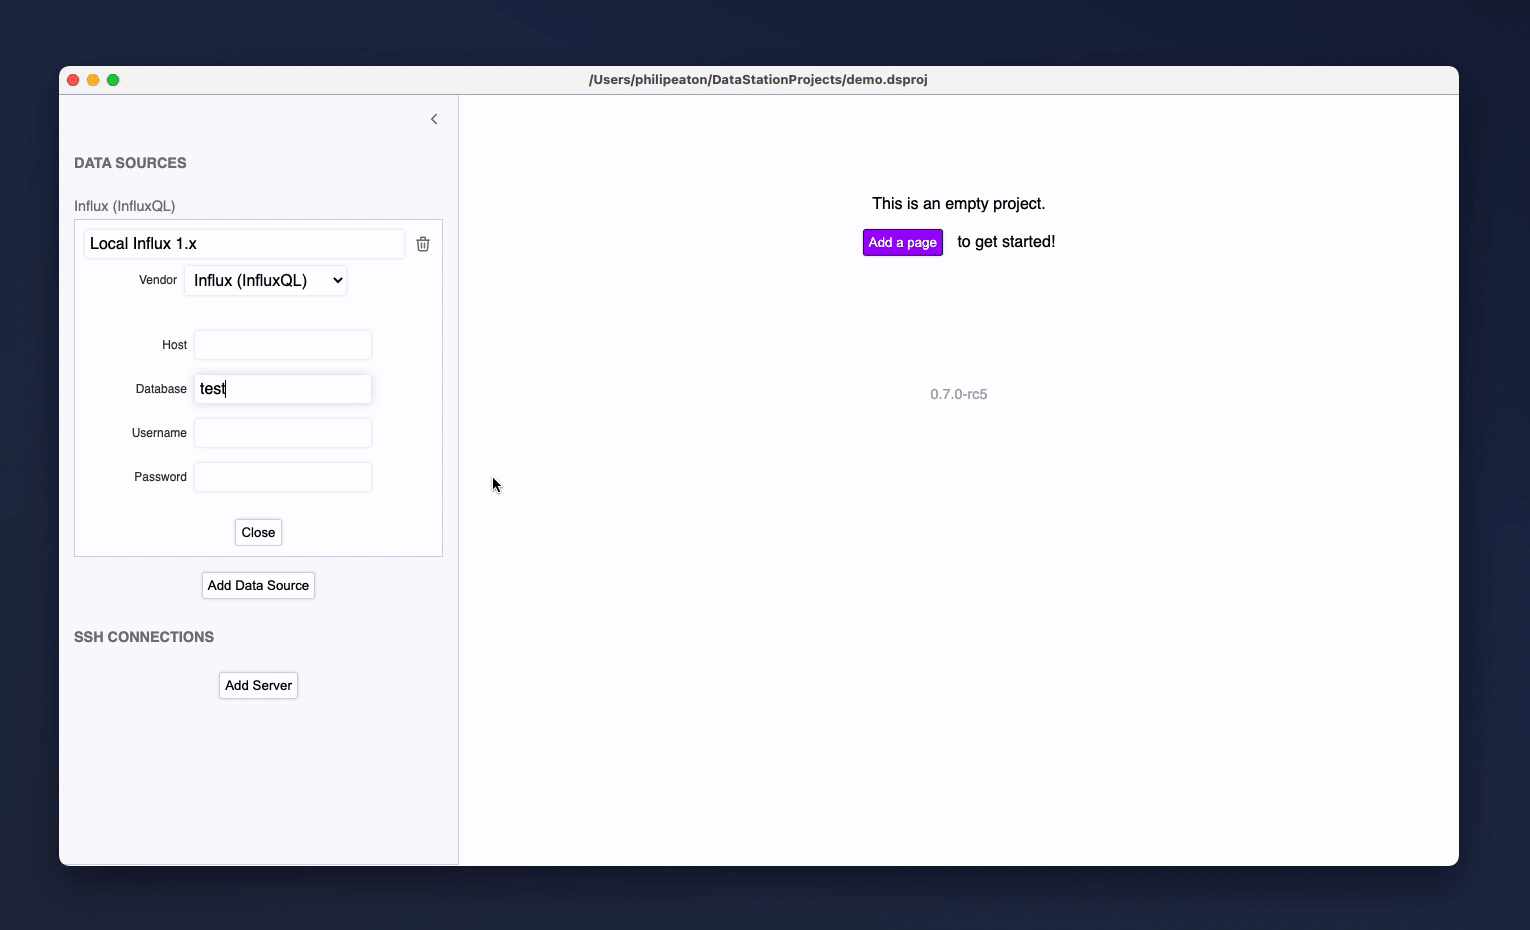 /Users/philipeaton/DataStationProjects/demo.dsproj
DATA SOURCES
Influx (InfluxQL)
Local Influx 1.x
Vendor Influx (InfluxQL)
Host
Database test
Username
Password
Close
Add Data Source
SSH CONNECTIONS
Add Server
This is an empty project.
Add a page to get started!
0.7.0-rc5